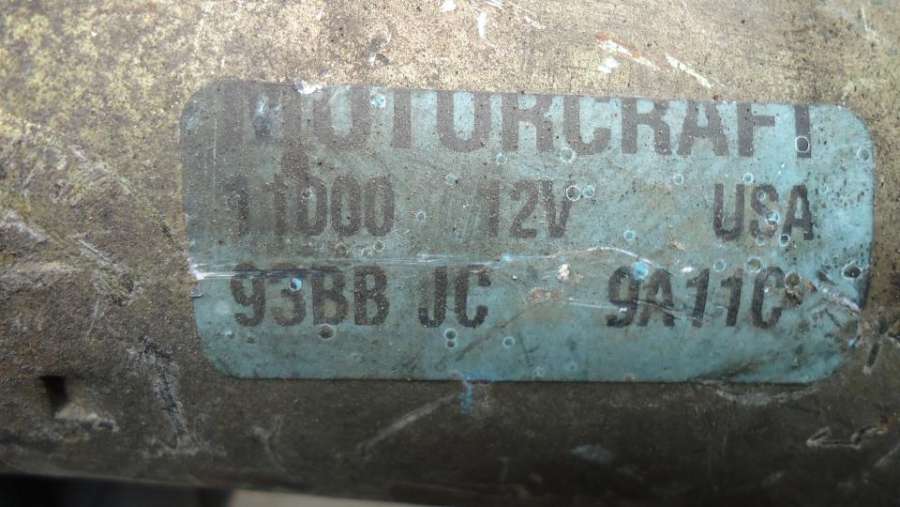 MOTORCRAFT
11000 12V USA
93BB JC 9A11C